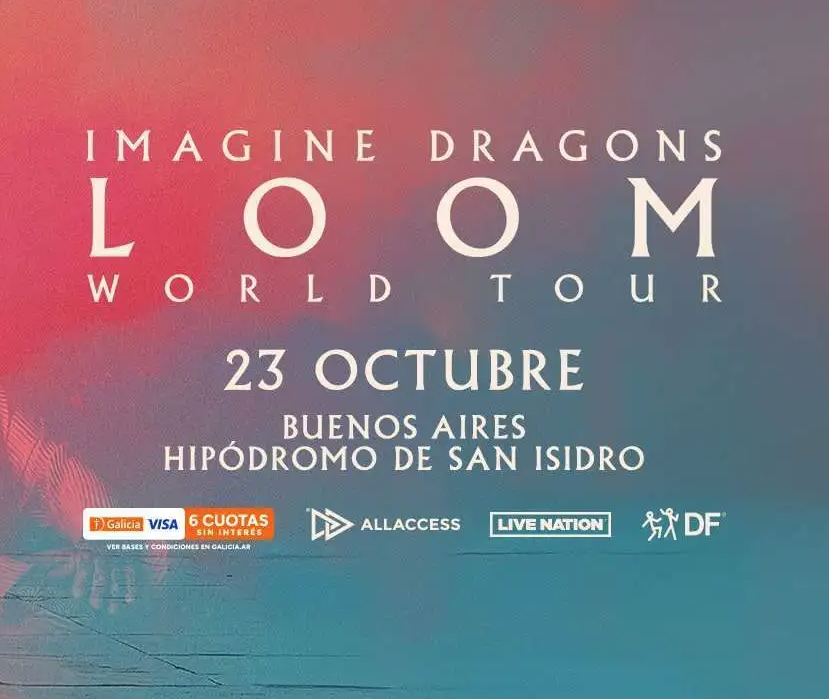 IMAGINE DRAGONS
LOOM
WORLD TOUR
23 OCTUBRE
BUENOS AIRES
HIPÓDROMO DE SAN ISIDRO
Galicia VISA 6 CUOTAS SIN INTERÉS
VER BASES Y CONDICIONES EN GALICIA.AR
ALLACCESS
LIVE NATION
DF